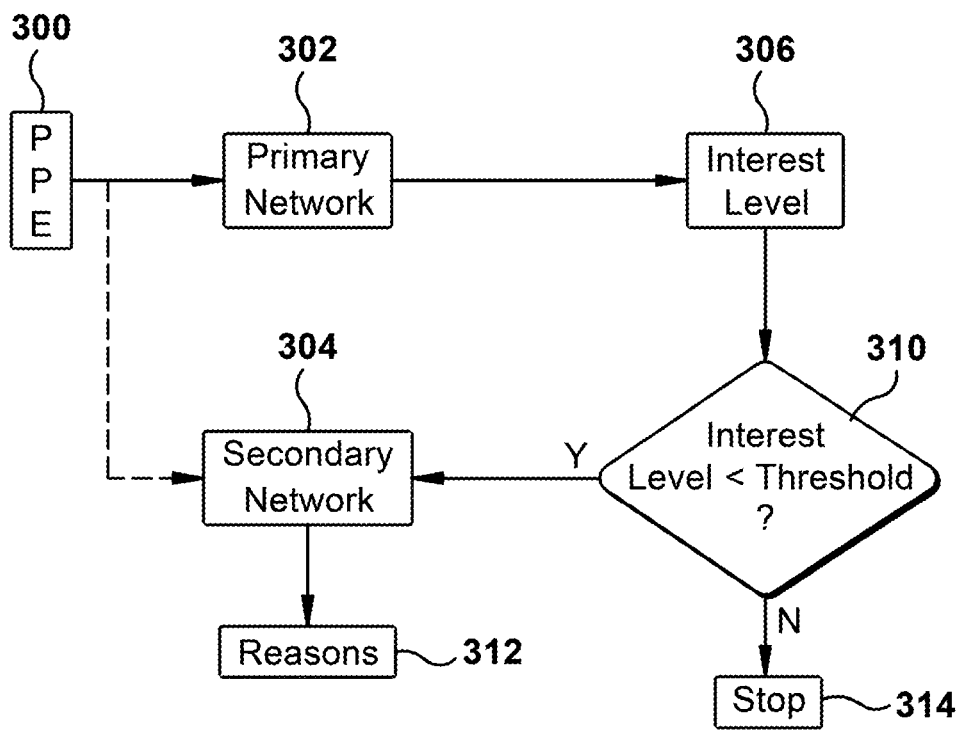 300
302
306
P
P
E
Primary
Network
Interest
Level
304
310
Secondary
Network
Y
Interest
Level < Threshold
?
N
Reasons
312
Stop
314